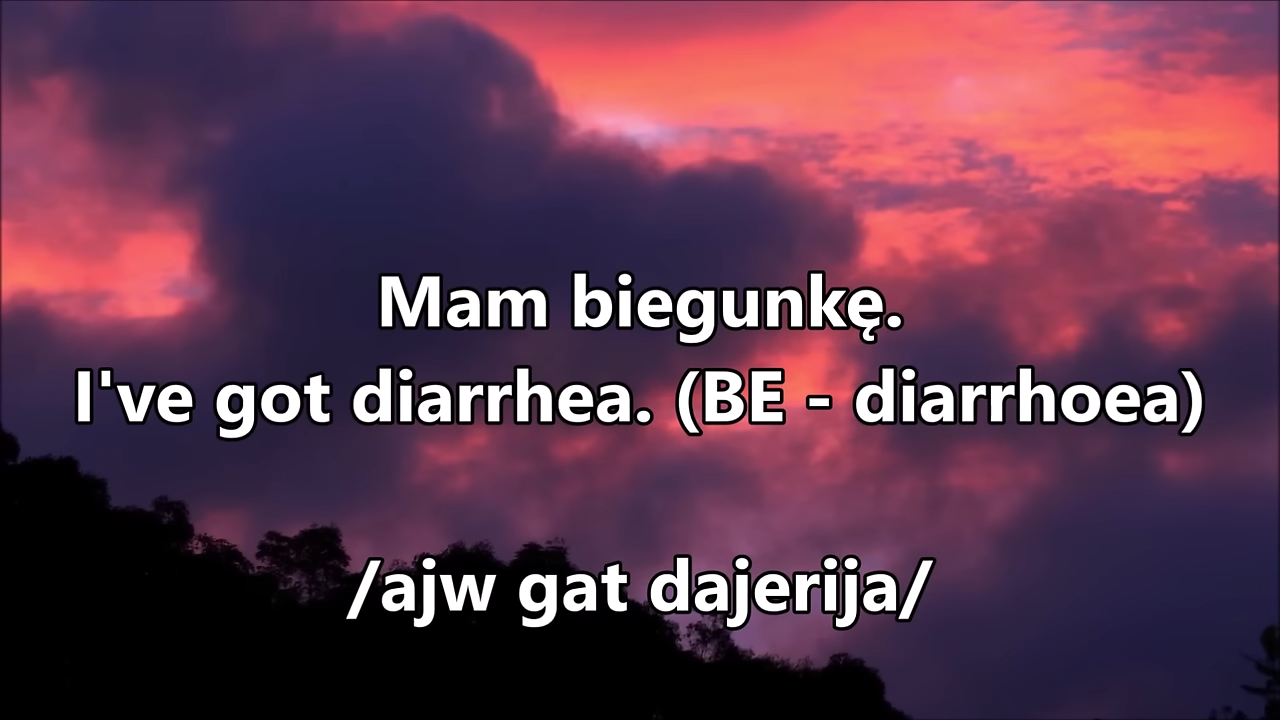 Mam biegunkę.
I've got diarrhea. (BE - diarrhoea)
/ajw gat dajerija/